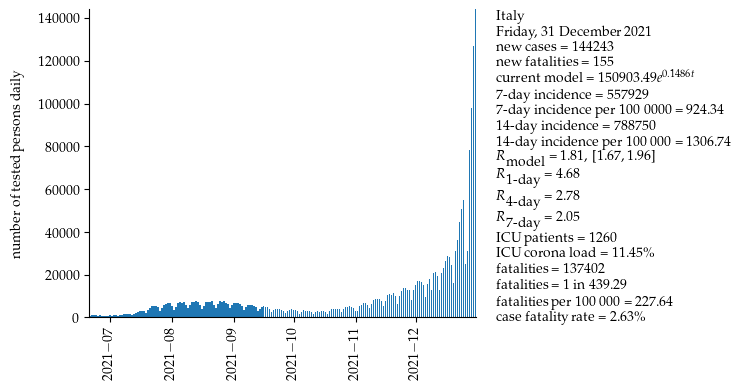 140000
120000
100000
80000
60000
40000
20000
0
number of tested persons daily
2021−07
2021−08
2021−09
2021−10
2021−11
2021−12
Italy
Friday, 31 December 2021
new cases = 144243
new fatalities = 155
current model = 150903.49e^0.1486t
7-day incidence = 557929
7-day incidence per 100 0000 = 924.34
14-day incidence = 788750
14-day incidence per 100 000 = 1306.74
R_model = 1.81, [1.67, 1.96]
R_1-day = 4.68
R_4-day = 2.78
R_7-day = 2.05
ICU patients = 1260
ICU corona load = 11.45%
fatalities = 137402
fatalities = 1 in 439.29
fatalities per 100 000 = 227.64
case fatality rate = 2.63%